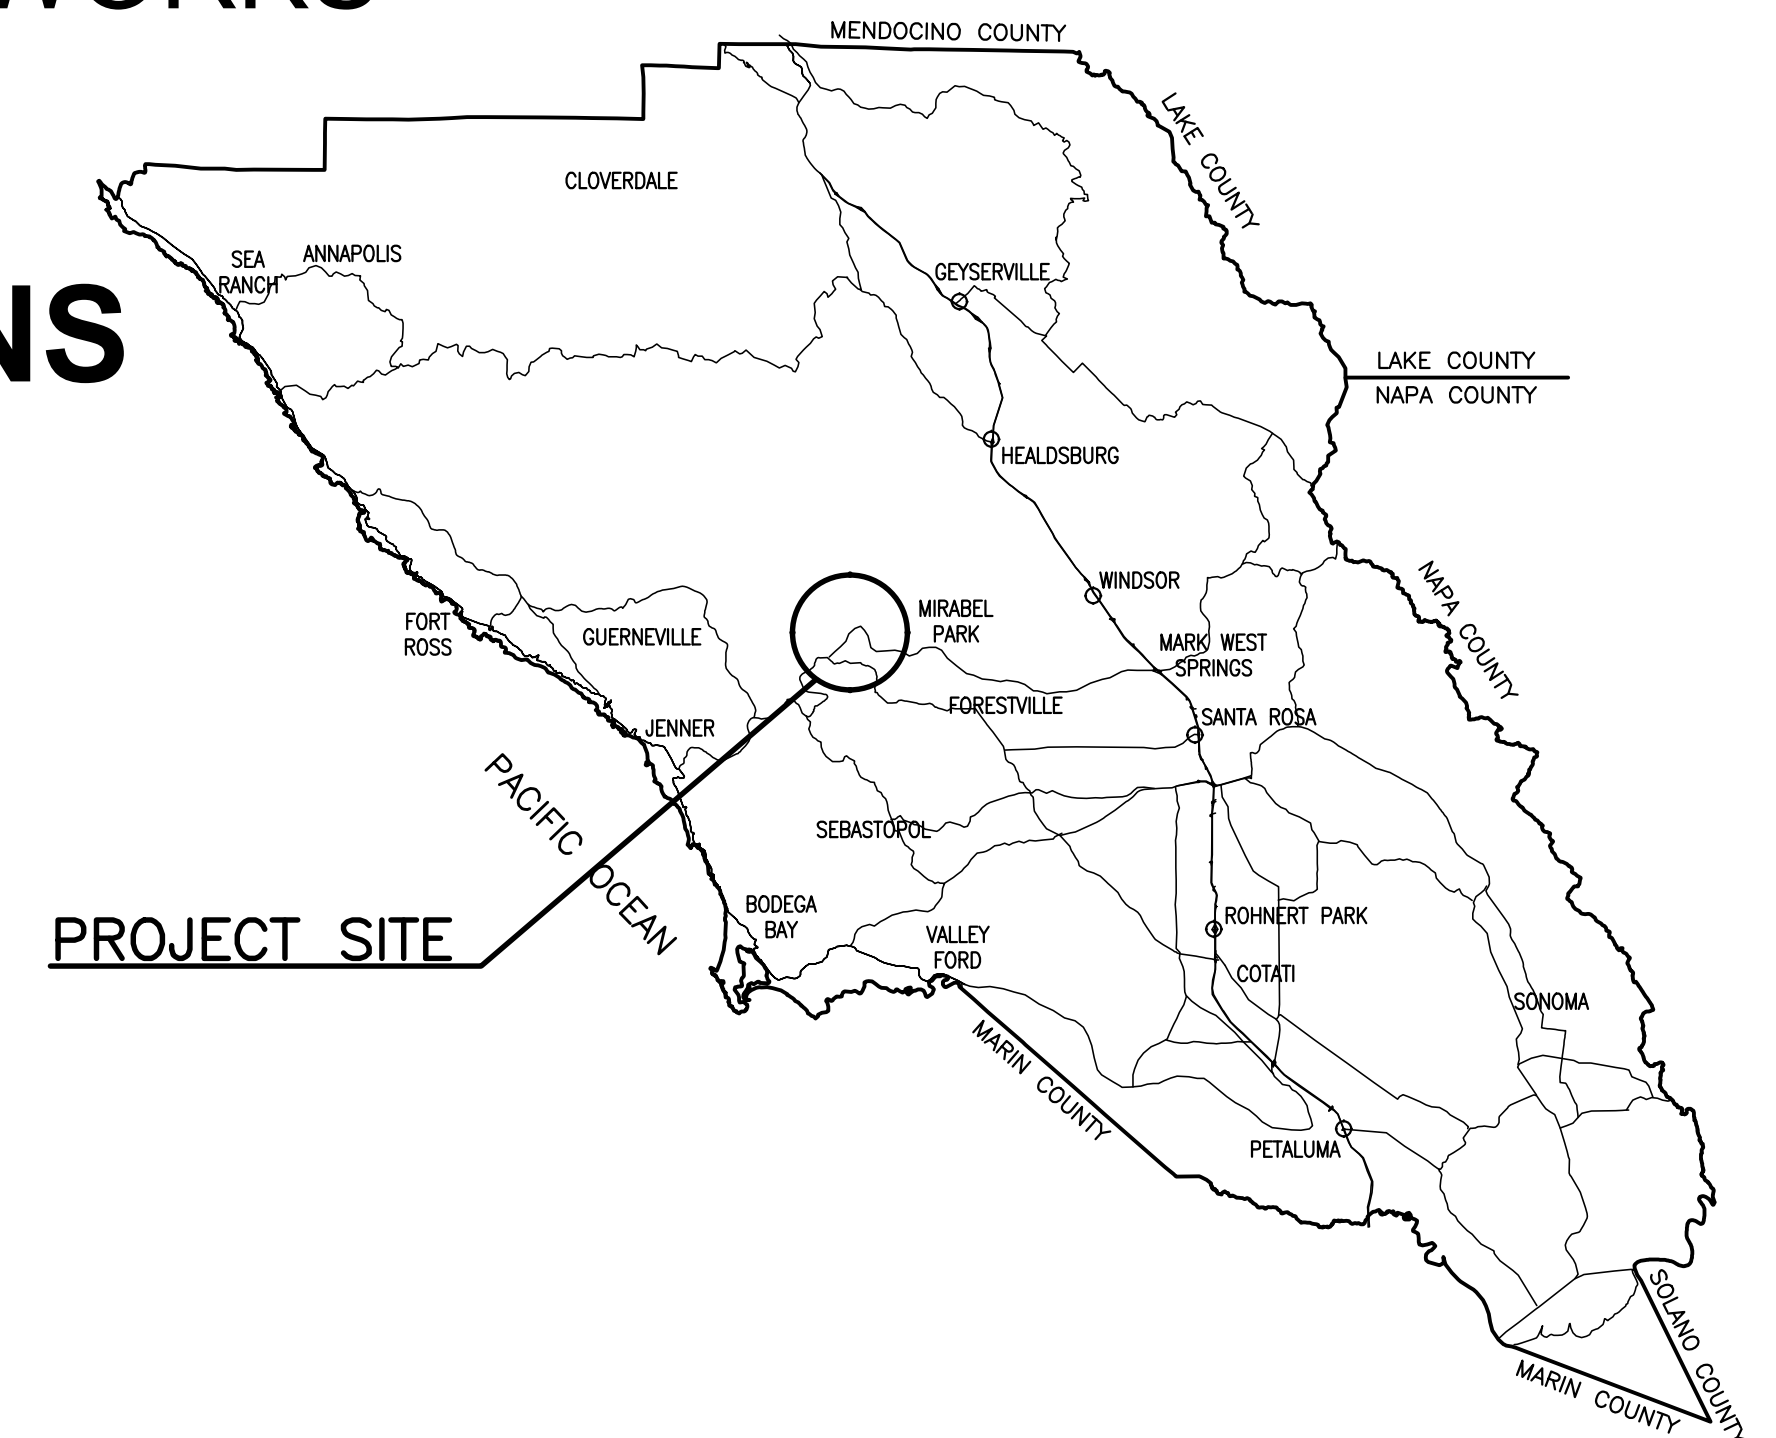 WORKS
MENDOCINO COUNTY
LAKE COUNTY
CLOVERDALE
SEA
RANCH
ANNAPOLIS
GEYSERVILLE
NS
LAKE COUNTY
NAPA COUNTY
HEALDSBURG
WINDSOR
NAPA COUNTY
MIRABEL
PARK
FORT
ROSS
GUERNEVILLE
MARK WEST
SPRINGS
FORESTVILLE
SANTA ROSA
JENNER
PACIFIC OCEAN
SEBASTOPOL
BODEGA
BAY
ROHNERT PARK
PROJECT SITE
VALLEY
FORD
COTATI
SONOMA
MARIN COUNTY
PETALUMA
SOLANO COUNTY
MARIN COUNTY